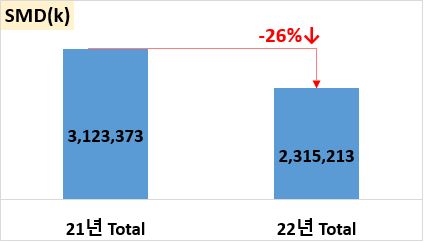 SMD(k)
-26%↓
3,123,373
2,315,213
21년 Total
22년 Total